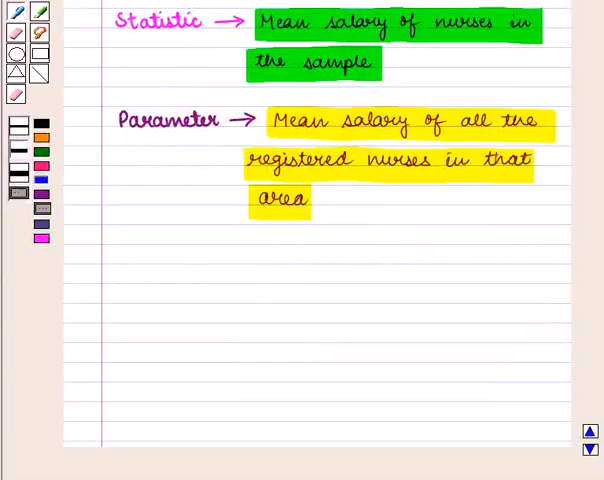 Statistic → Mean salary of nurses in
the sample
Parameter → Mean salary of all the
registered nurses in that
area